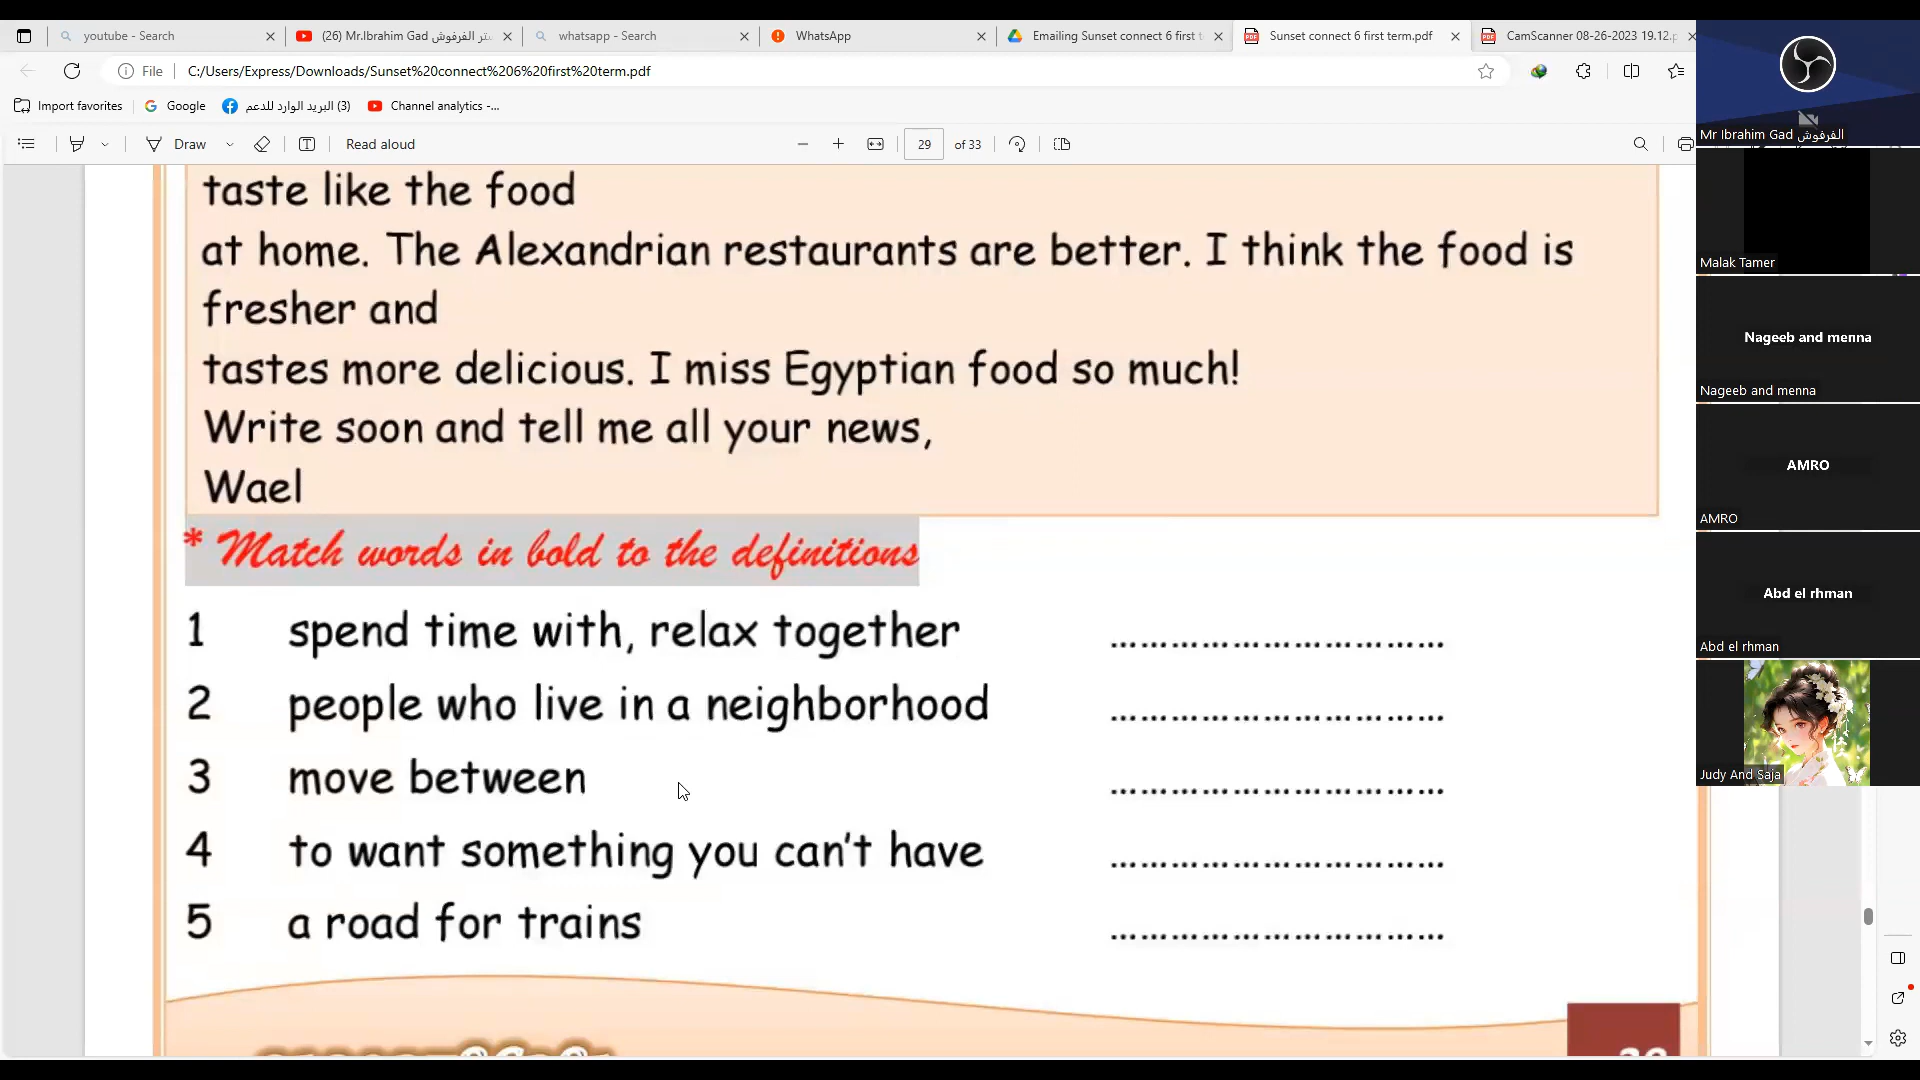 youtube - Search
(26) Mr.Ibrahim Gad ستر الفرفوش
whatsapp - Search
WhatsApp
Emailing Sunset connect 6 first t
Sunset connect 6 first term.pdf
CamScanner 08-26-2023 19.12.p
File
C:/Users/Express/Downloads/Sunset%20connect%206%20first%20term.pdf
Import favorites
Google
(3) البريد الوارد للدعم
Channel analytics -...
Draw
Read aloud
29 of 33
taste like the food
at home. The Alexandrian restaurants are better. I think the food is
fresher and
tastes more delicious. I miss Egyptian food so much!
Write soon and tell me all your news,
Wael
* Match words in bold to the definitions
1 spend time with, relax together ..............................
2 people who live in a neighborhood ..............................
3 move between ..............................
4 to want something you can't have ..............................
5 a road for trains ..............................
Mr Ibrahim Gad الفرفوش
Malak Tamer
Nageeb and menna
Nageeb and menna
AMRO
AMRO
Abd el rhman
Abd el rhman
Judy And Saja